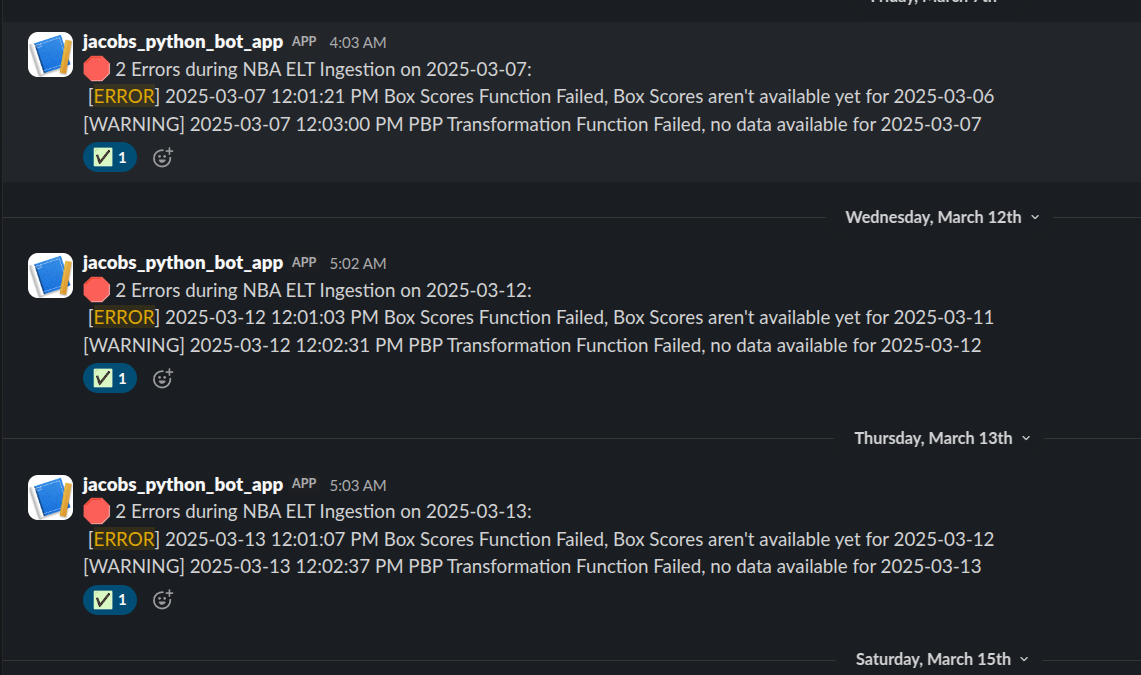 Friday, March 7th
jacobs_python_bot_app APP 4:03 AM
2 Errors during NBA ELT Ingestion on 2025-03-07:
[ERROR] 2025-03-07 12:01:21 PM Box Scores Function Failed, Box Scores aren't available yet for 2025-03-06
[WARNING] 2025-03-07 12:03:00 PM PBP Transformation Function Failed, no data available for 2025-03-07
1
Wednesday, March 12th
jacobs_python_bot_app APP 5:02 AM
2 Errors during NBA ELT Ingestion on 2025-03-12:
[ERROR] 2025-03-12 12:01:03 PM Box Scores Function Failed, Box Scores aren't available yet for 2025-03-11
[WARNING] 2025-03-12 12:02:31 PM PBP Transformation Function Failed, no data available for 2025-03-12
1
Thursday, March 13th
jacobs_python_bot_app APP 5:03 AM
2 Errors during NBA ELT Ingestion on 2025-03-13:
[ERROR] 2025-03-13 12:01:07 PM Box Scores Function Failed, Box Scores aren't available yet for 2025-03-12
[WARNING] 2025-03-13 12:02:37 PM PBP Transformation Function Failed, no data available for 2025-03-13
1
Saturday, March 15th